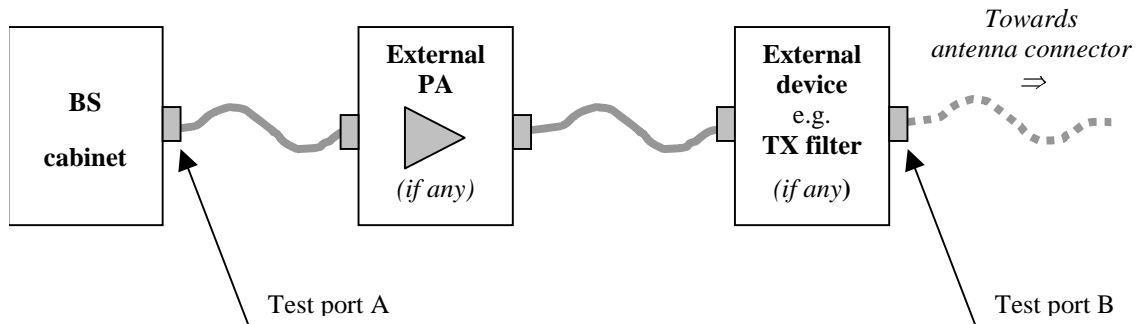 BS
cabinet
External
PA
(if any)
External
device
e.g.
TX filter
(if any)
Towards
antenna connector
⇒
Test port A
Test port B